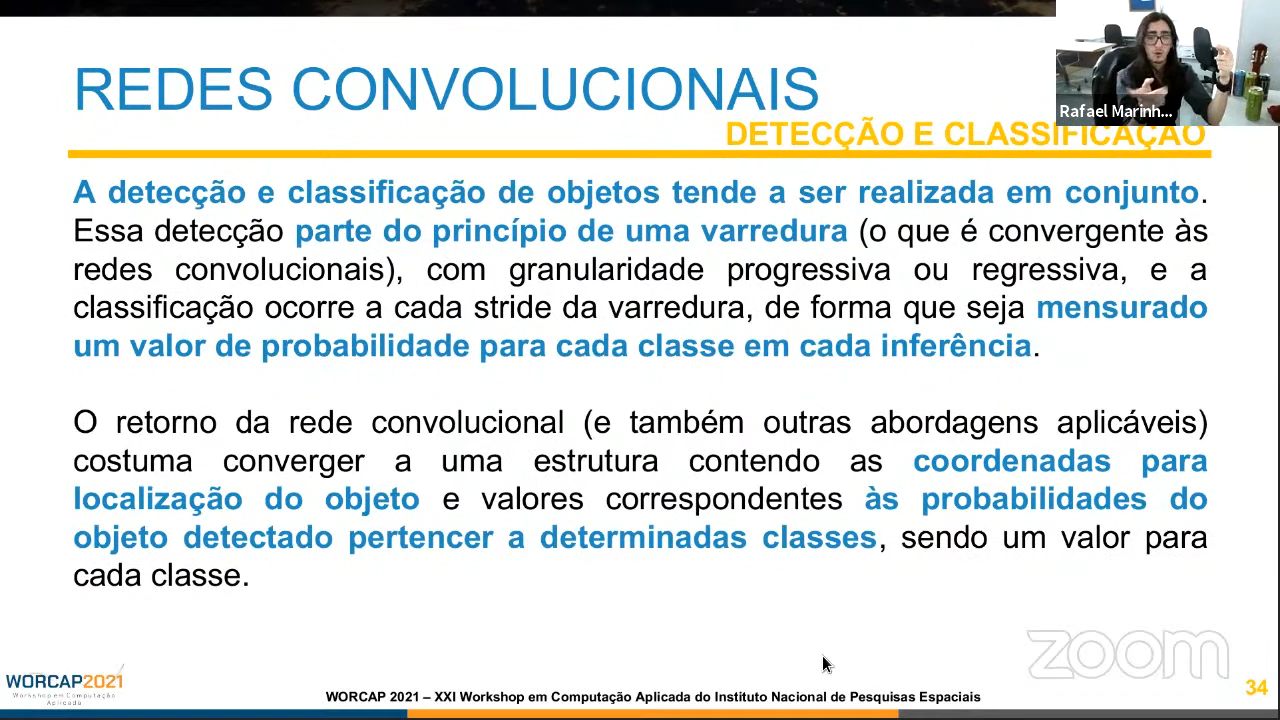 REDES CONVOLUCIONAIS
Rafael Marinh...
DETECÇÃO E CLASSIFICAÇÃO
A detecção e classificação de objetos tende a ser realizada em conjunto.
Essa detecção parte do princípio de uma varredura (o que é convergente às
redes convolucionais), com granularidade progressiva ou regressiva, e a
classificação ocorre a cada stride da varredura, de forma que seja mensurado
um valor de probabilidade para cada classe em cada inferência.
O retorno da rede convolucional (e também outras abordagens aplicáveis)
costuma converger a uma estrutura contendo as coordenadas para
localização do objeto e valores correspondentes às probabilidades do
objeto detectado pertencer a determinadas classes, sendo um valor para
cada classe.
zoom
WORCAP2021
Workshop em Computação
Aplicada
WORCAP 2021 – XXI Workshop em Computação Aplicada do Instituto Nacional de Pesquisas Espaciais
34